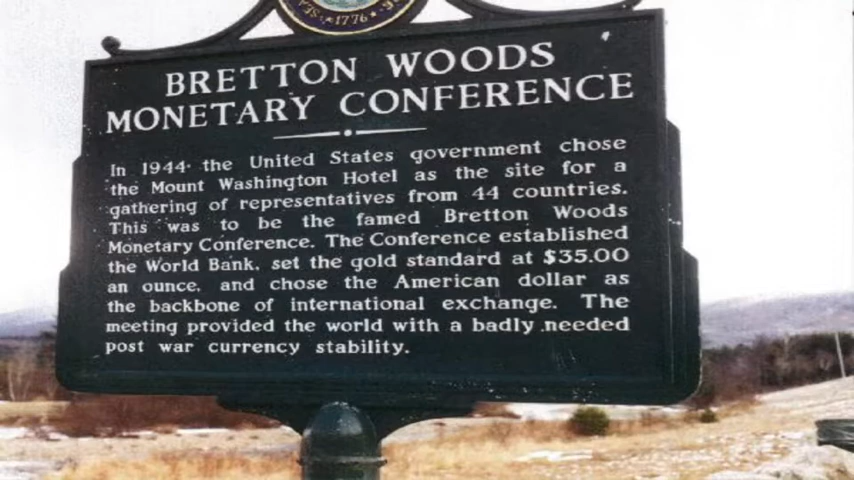 1776
BRETTON WOODS
MONETARY CONFERENCE
In 1944 the United States government chose
the Mount Washington Hotel as the site for a
gathering of representatives from 44 countries.
This was to be the famed Bretton Woods
Monetary Conference. The Conference established
the World Bank, set the gold standard at $35.00
an ounce, and chose the American dollar as
the backbone of international exchange. The
meeting provided the world with a badly needed
post war currency stability.